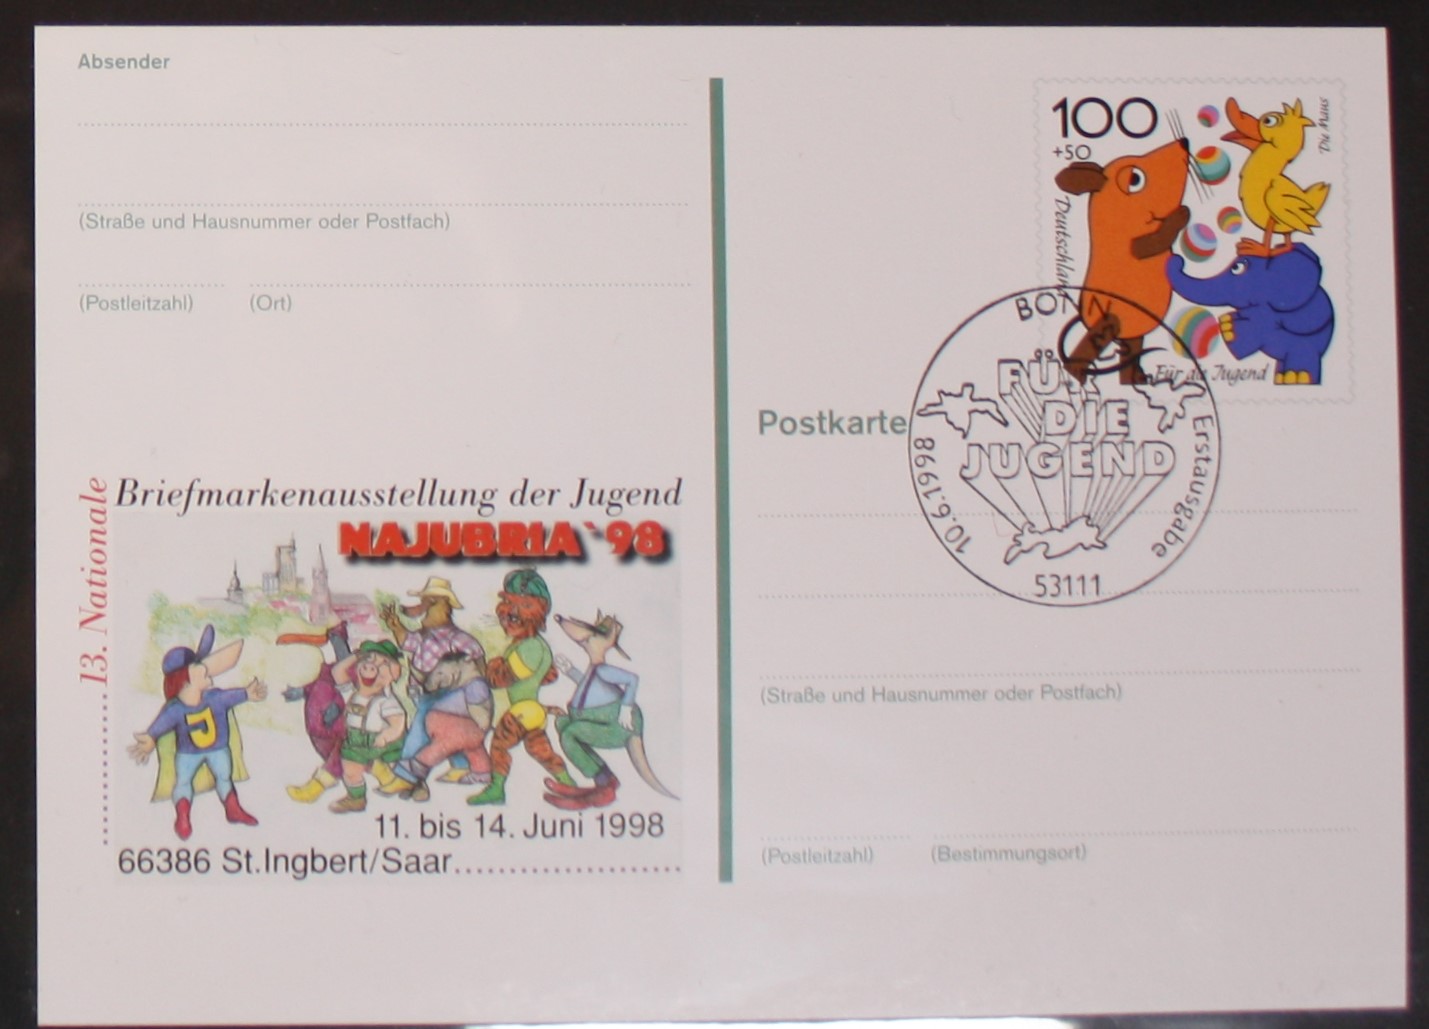 Absender
(Straße und Hausnummer oder Postfach)
(Postleitzahl) (Ort)
13. Nationale
Briefmarkenausstellung der Jugend
NAJUBRIA`98
J
11. bis 14. Juni 1998
66386 St.Ingbert/Saar
100
+50
Deutschland
Die Maus
Für die Jugend
Postkarte
BONN
FÜR
DIE
JUGEND
10.6.1998
Erstausgabe
53111
(Straße und Hausnummer oder Postfach)
(Postleitzahl) (Bestimmungsort)